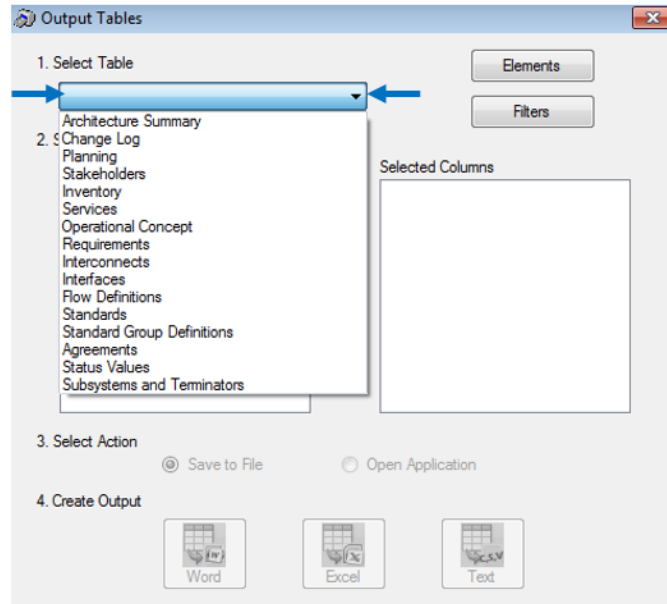 Output Tables
1. Select Table
Elements
Filters
Architecture Summary
2. S
Change Log
Planning
Stakeholders
Selected Columns
Inventory
Services
Operational Concept
Requirements
Interconnects
Interfaces
Flow Definitions
Standards
Standard Group Definitions
Agreements
Status Values
Subsystems and Terminators
3. Select Action
Save to File
Open Application
4. Create Output
Word
Excel
c,s,v
Text